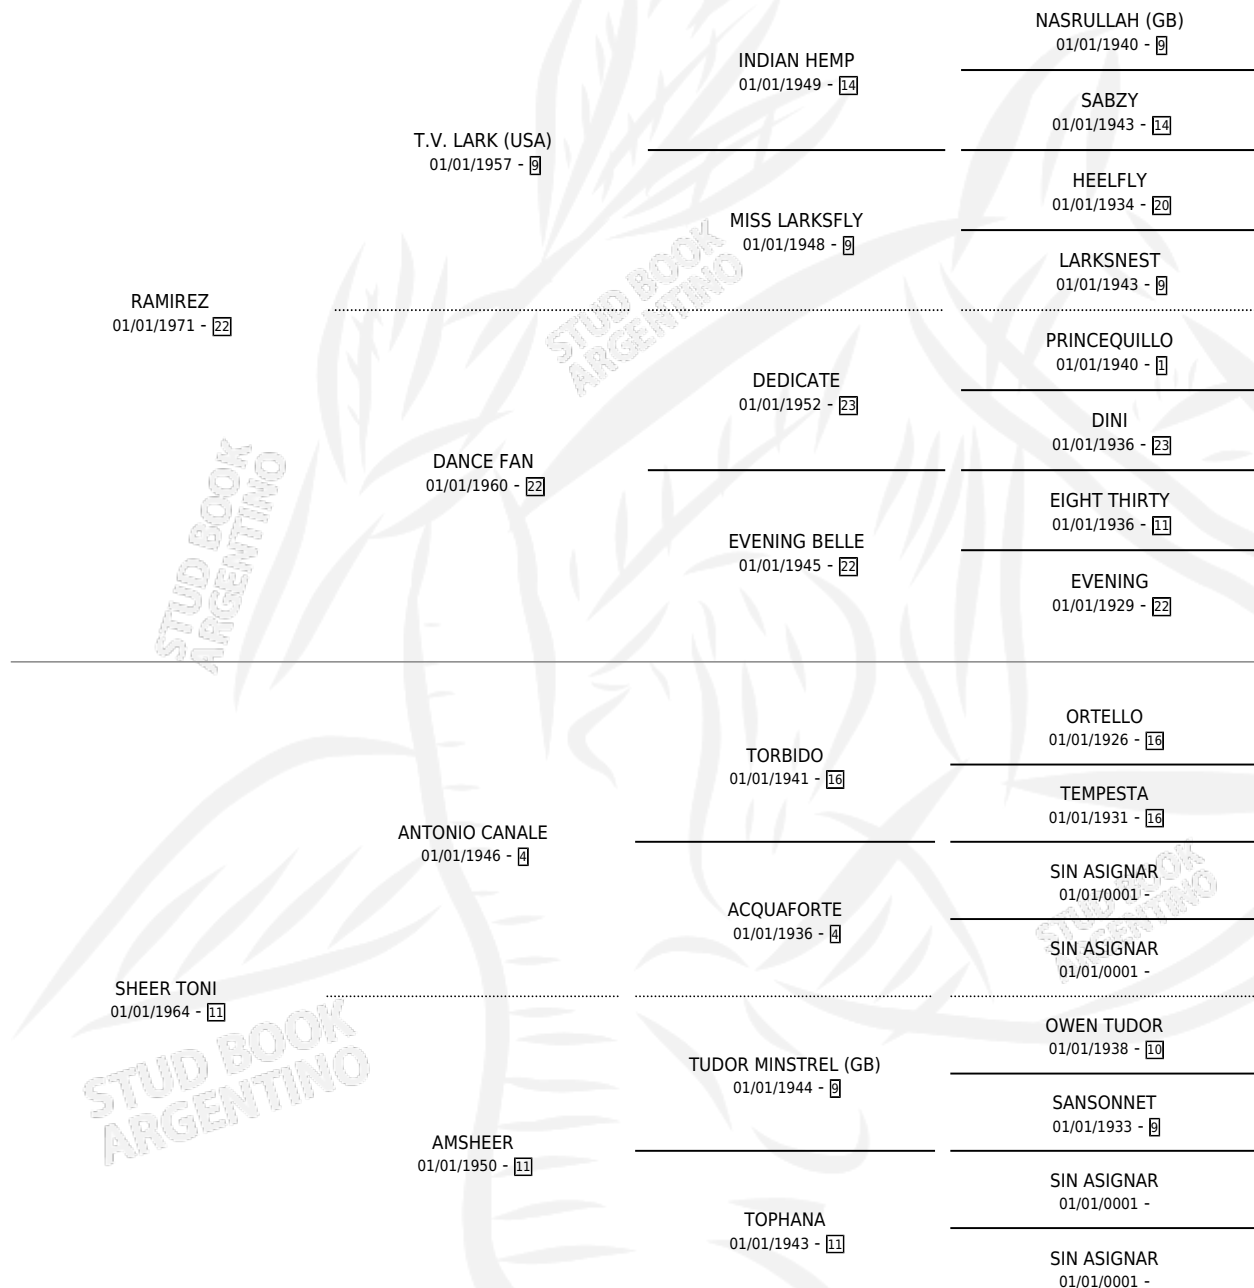 NASRULLAH (GB)
01/01/1940 - 9
INDIAN HEMP
01/01/1949 - 14
SABZY
01/01/1943 - 14
T.V. LARK (USA)
01/01/1957 - 9
HEELFLY
01/01/1934 - 20
MISS LARKSFLY
01/01/1948 - 9
LARKSNEST
01/01/1943 - 9
RAMIREZ
01/01/1971 - 22
PRINCEQUILLO
01/01/1940 - 1
DEDICATE
01/01/1952 - 23
DINI
01/01/1936 - 23
DANCE FAN
01/01/1960 - 22
EIGHT THIRTY
01/01/1936 - 11
EVENING BELLE
01/01/1945 - 22
EVENING
01/01/1929 - 22
STUD BOOK
ARGENTINO
STUD BOOK
ARGENTINO
ORTELLO
01/01/1926 - 16
TORBIDO
01/01/1941 - 16
TEMPESTA
01/01/1931 - 16
ANTONIO CANALE
01/01/1946 - 4
SIN ASIGNAR
01/01/0001 -
ACQUAFORTE
01/01/1936 - 4
SIN ASIGNAR
01/01/0001 -
STUD BOOK
ARGENTINO
SHEER TONI
01/01/1964 - 11
OWEN TUDOR
01/01/1938 - 10
TUDOR MINSTREL (GB)
01/01/1944 - 9
SANSONNET
01/01/1933 - 9
AMSHEER
01/01/1950 - 11
SIN ASIGNAR
01/01/0001 -
TOPHANA
01/01/1943 - 11
SIN ASIGNAR
01/01/0001 -
STUD BOOK
ARGENTINO